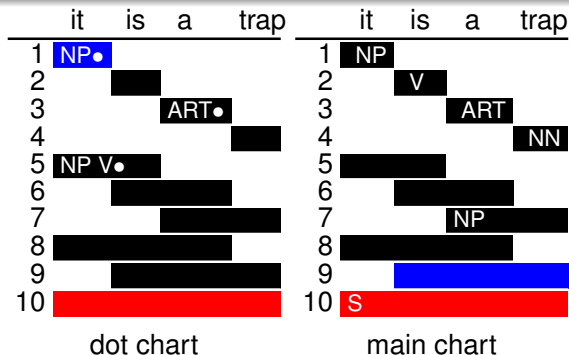 it is a trap it is a trap
1 NP● 1 NP
2 2 V
3 ART● 3 ART
4 4 NN
5 NP V● 5
6 6
7 7 NP
8 8
9 9
10 10 S
dot chart main chart